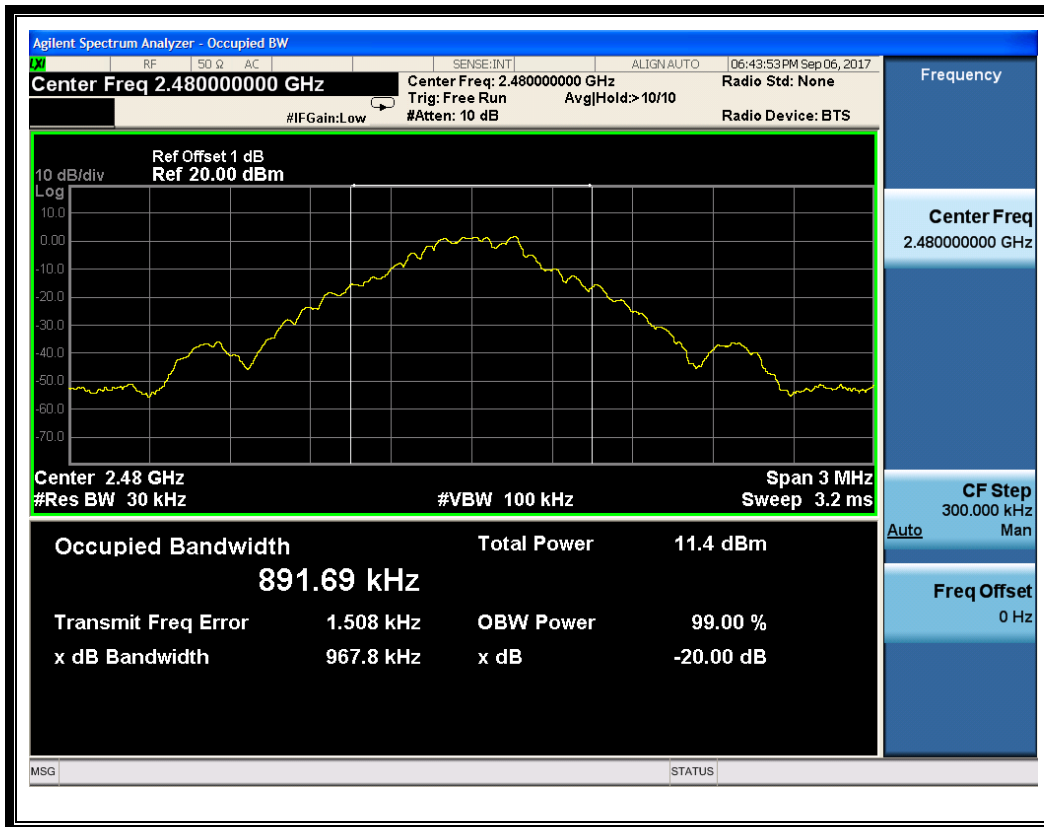 Agilent Spectrum Analyzer - Occupied BW
LXI RF 50 Ω AC SENSE:INT ALIGN AUTO 06:43:53 PM Sep 06, 2017
Center Freq 2.480000000 GHz
Center Freq: 2.480000000 GHz
Radio Std: None
Trig: Free Run
Avg|Hold:>10/10
#IFGain:Low
#Atten: 10 dB
Radio Device: BTS
Ref Offset 1 dB
10 dB/div
Ref 20.00 dBm
Log
10.0
0.00
-10.0
-20.0
-30.0
-40.0
-50.0
-60.0
-70.0
Center 2.48 GHz
Span 3 MHz
#Res BW 30 kHz
#VBW 100 kHz
Sweep 3.2 ms
Occupied Bandwidth
891.69 kHz
Total Power 11.4 dBm
Transmit Freq Error 1.508 kHz
OBW Power 99.00 %
x dB Bandwidth 967.8 kHz
x dB -20.00 dB
Frequency
Center Freq
2.480000000 GHz
CF Step
300.000 kHz
Auto Man
Freq Offset
0 Hz
MSG
STATUS